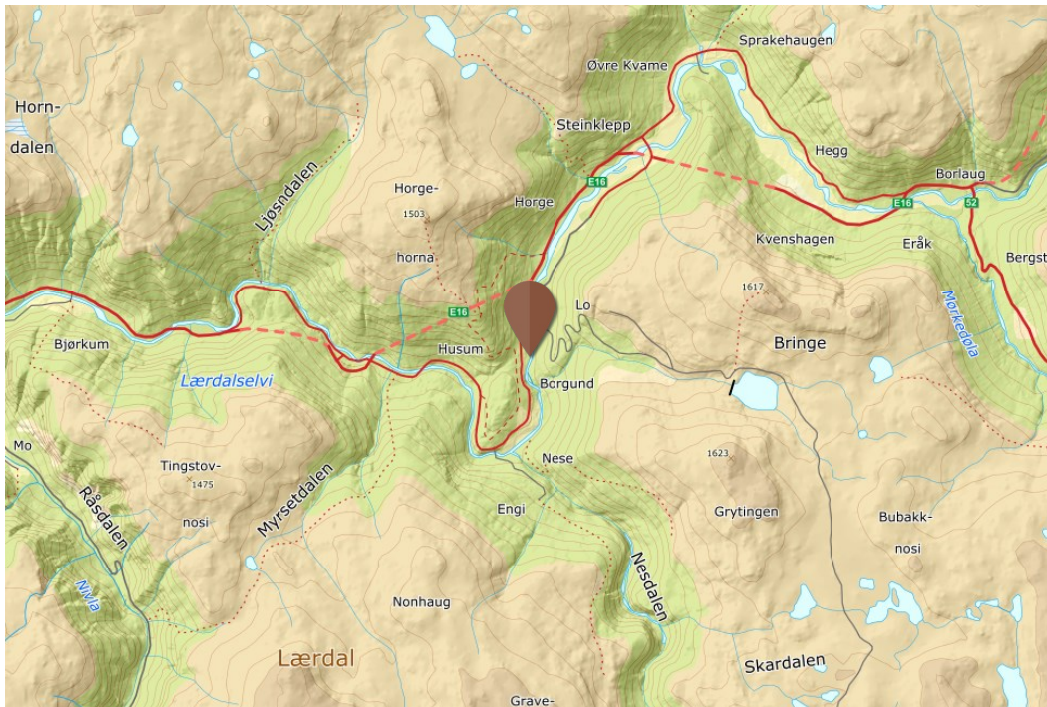 Sprakehaugen
Øvre Kvame
Horn-
dalen
Steinklepp
Hegg
Ljøsndalen
E16
Borlaug
Horge-
1503
horna
Horge
E16
52
Kvenshagen
Eråk
Bergst
1617
Mørkedøla
Lo
E16
Bjørkum
Husum
Bringe
Lærdalselvi
Borgund
Mo
Tingstov-
1475
nosi
Nese
1623
Råsdalen
Myrsetdalen
Engi
Grytingen
Bubakk-
nosi
Nivla
Nonhaug
Nesdalen
Lærdal
Skardalen
Grave-